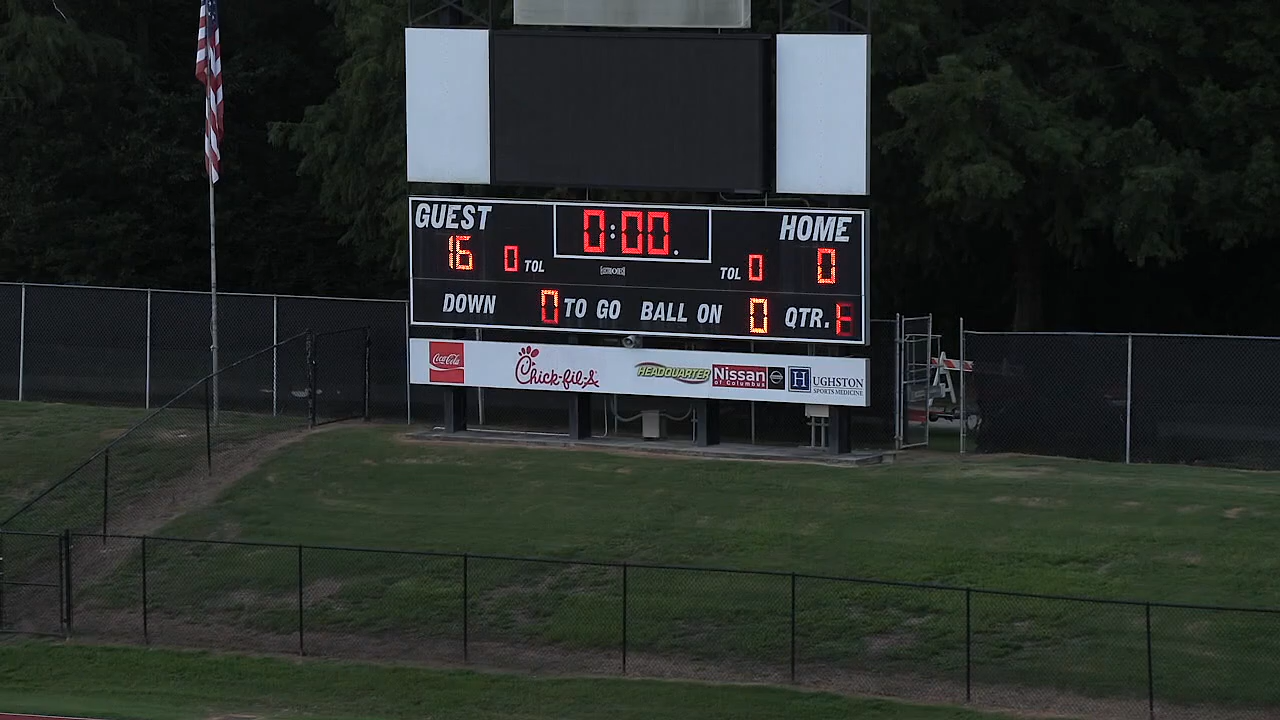 GUEST 0:00. HOME
16 0 TOL TOL 0 0
DOWN 0 TO GO BALL ON 0 QTR. E
Coca-Cola Chick-fil-A HEADQUARTER Nissan of Columbus H HUGHSTON SPORTS MEDICINE